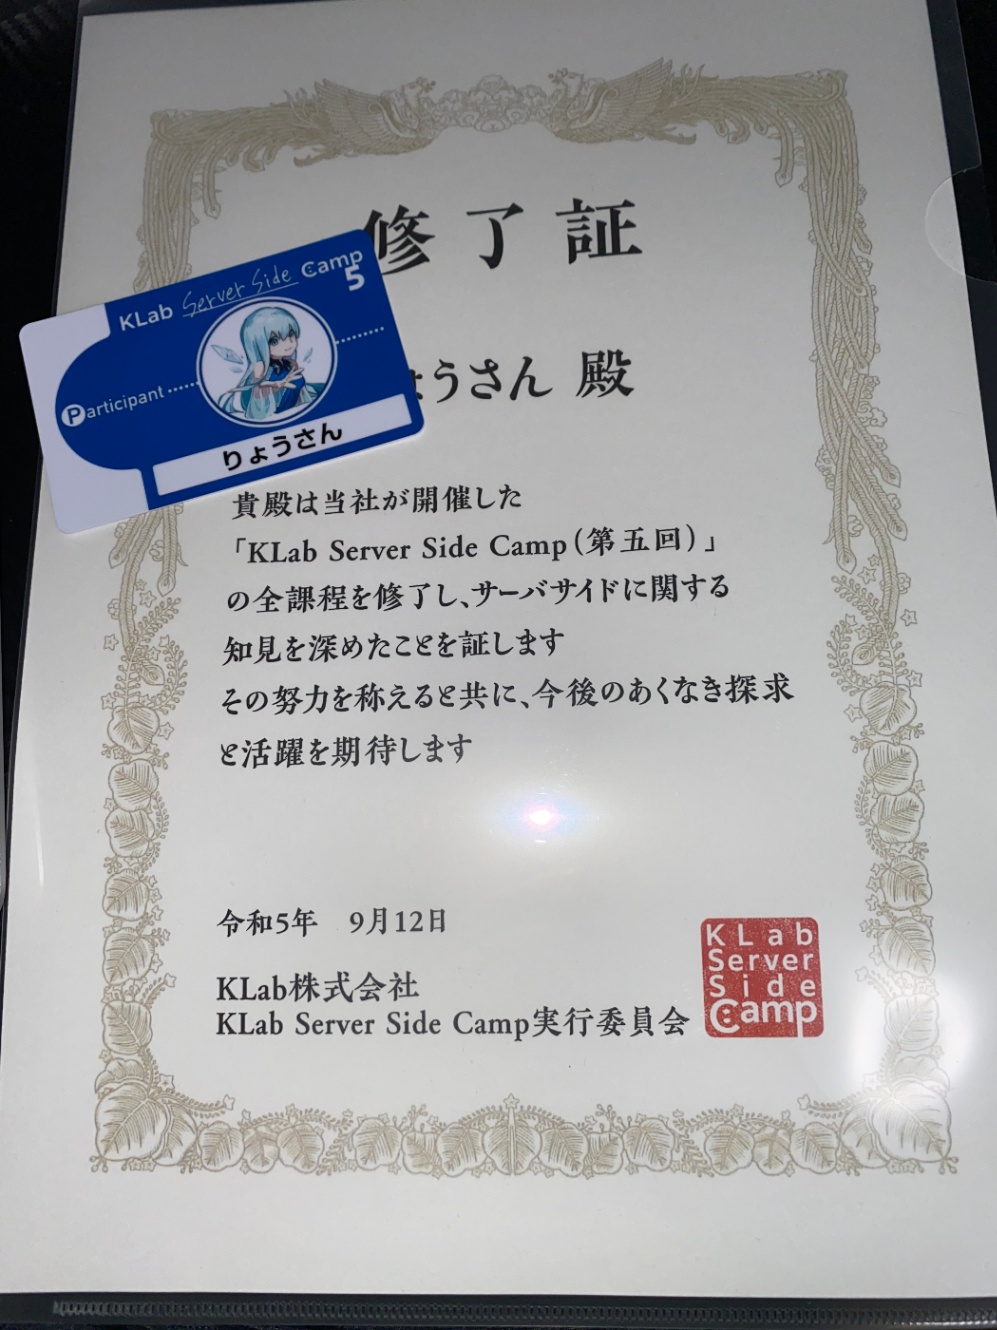 修了証
KLab Server Side Camp
5
Participant
りょうさん
ょうさん 殿
貴殿は当社が開催した
「KLab Server Side Camp(第五回)」
の全課程を修了し、サーバサイドに関する
知見を深めたことを証します
その努力を称えると共に、今後のあくなき探求
と活躍を期待します
令和5年 9月12日
KLab株式会社
KLab Server Side Camp実行委員会
KLab
Server
Side
Camp